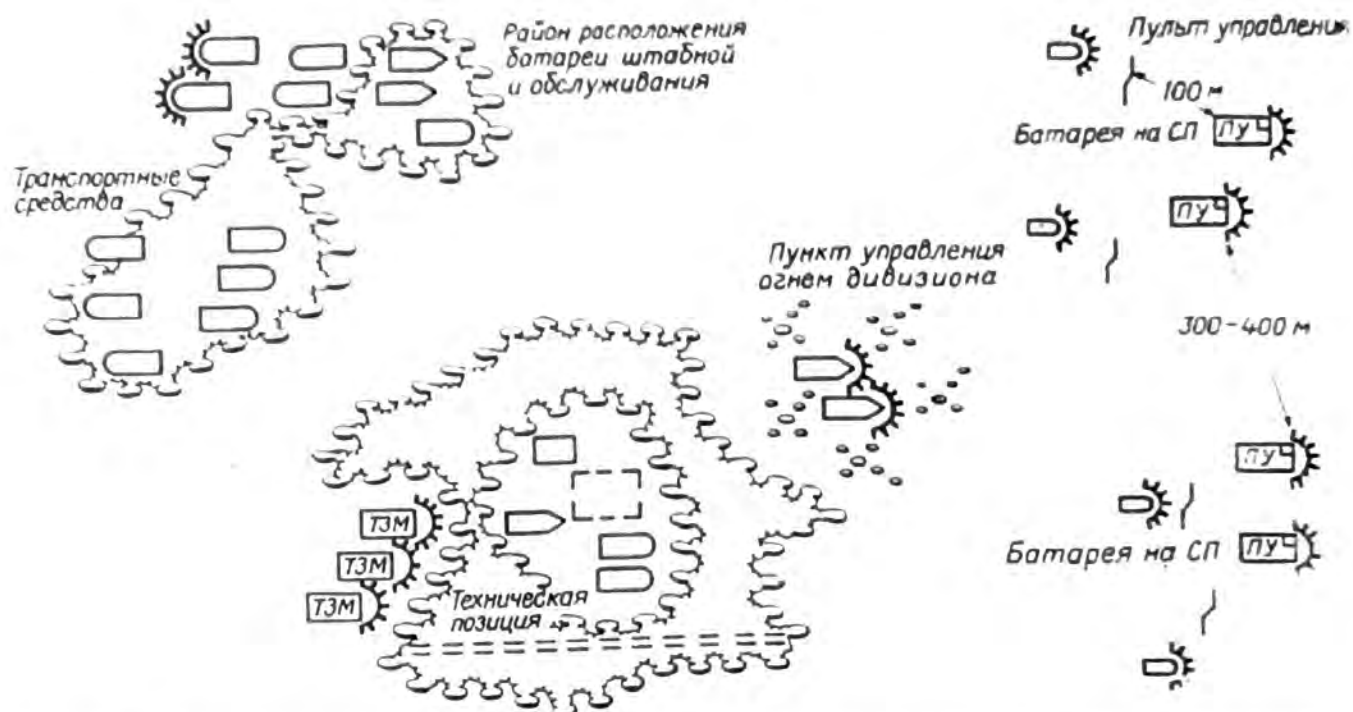 Район расположения
батареи штабной
и обслуживания
Транспортные
средства
Пульт управления
100 м
Батарея на СП
ПУ
ПУ
Пункт управления
огнем дивизиона
300-400 м
ПУ
ПУ
Батарея на СП
ТЗМ
ТЗМ
ТЗМ
Техническая
позиция